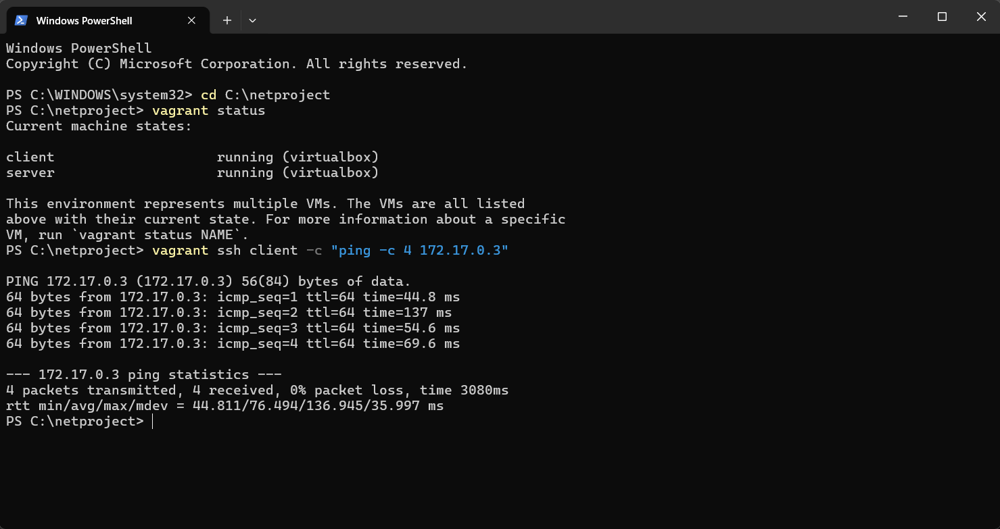 Windows PowerShell
Windows PowerShell
Copyright (C) Microsoft Corporation. All rights reserved.
PS C:\WINDOWS\system32> cd C:\netproject
PS C:\netproject> vagrant status
Current machine states:
client                    running (virtualbox)
server                    running (virtualbox)
This environment represents multiple VMs. The VMs are all listed
above with their current state. For more information about a specific
VM, run `vagrant status NAME`.
PS C:\netproject> vagrant ssh client -c "ping -c 4 172.17.0.3"
PING 172.17.0.3 (172.17.0.3) 56(84) bytes of data.
64 bytes from 172.17.0.3: icmp_seq=1 ttl=64 time=44.8 ms
64 bytes from 172.17.0.3: icmp_seq=2 ttl=64 time=137 ms
64 bytes from 172.17.0.3: icmp_seq=3 ttl=64 time=54.6 ms
64 bytes from 172.17.0.3: icmp_seq=4 ttl=64 time=69.6 ms
--- 172.17.0.3 ping statistics ---
4 packets transmitted, 4 received, 0% packet loss, time 3080ms
rtt min/avg/max/mdev = 44.811/76.494/136.945/35.997 ms
PS C:\netproject>